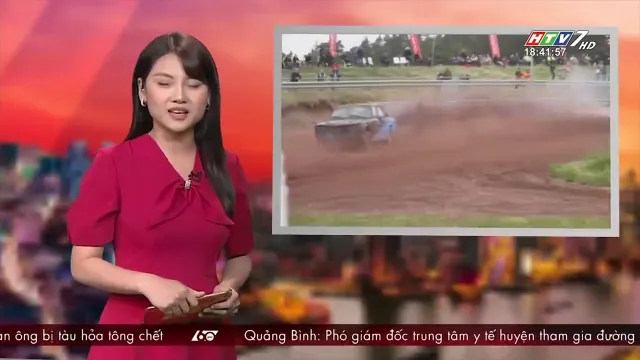 HTV7 HD
18:41:57
an ông bị tàu hỏa tông chết 60 Quảng Bình: Phó giám đốc trung tâm y tế huyện tham gia đường